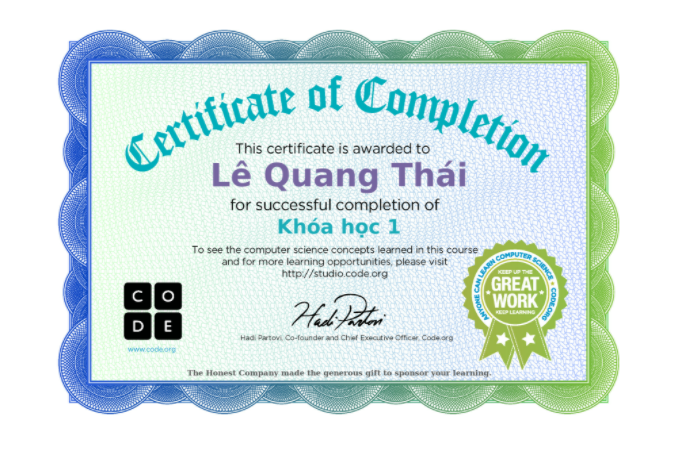 Certificate of Completion
This certificate is awarded to
Lê Quang Thái
for successful completion of
Khóa học 1
To see the computer science concepts learned in this course
and for more learning opportunities, please visit
http://studio.code.org
ANYONE CAN LEARN COMPUTER SCIENCE • CODE.ORG
KEEP UP THE
GREAT
WORK
KEEP LEARNING
C O
D E
www.code.org
Hadi Partovi
Hadi Partovi, Co-founder and Chief Executive Officer, Code.org
The Honest Company made the generous gift to sponsor your learning.